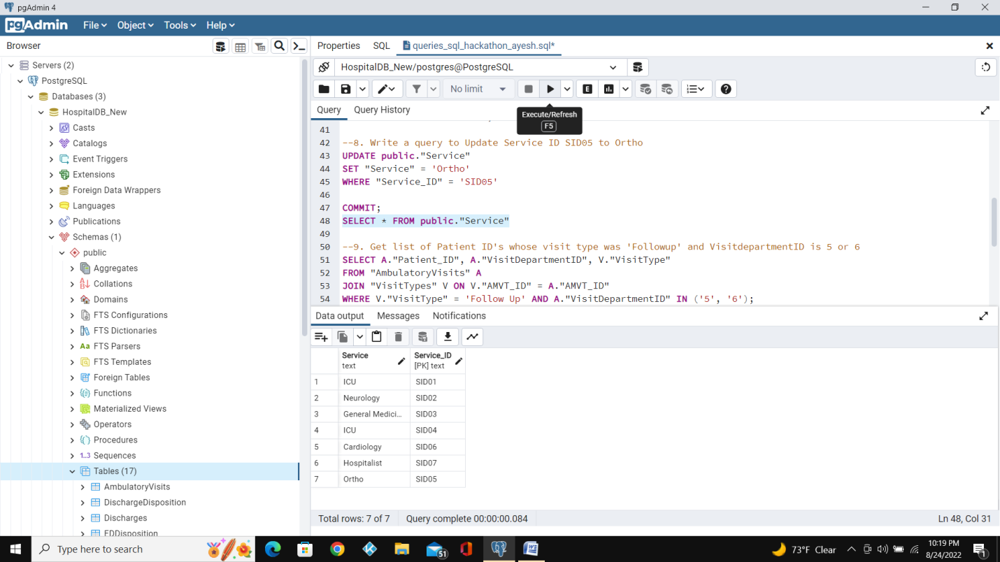 pgAdmin 4
pgAdmin
File Object Tools Help
Browser
Properties SQL queries_sql_hackathon_ayesh.sql*
Servers (2)
PostgreSQL
Databases (3)
HospitalDB_New
Casts
Catalogs
Event Triggers
Extensions
Foreign Data Wrappers
Languages
Publications
Schemas (1)
public
Aggregates
Collations
Domains
FTS Configurations
FTS Dictionaries
Aa FTS Parsers
FTS Templates
Foreign Tables
Functions
Materialized Views
Operators
Procedures
1..3 Sequences
Tables (17)
AmbulatoryVisits
DischargeDisposition
Discharges
EDDisposition
HospitalDB_New/postgres@PostgreSQL
No limit
E
Query Query History
Execute/Refresh
F5
41
42 --8. Write a query to Update Service ID SID05 to Ortho
43 UPDATE public."Service"
44 SET "Service" = 'Ortho'
45 WHERE "Service_ID" = 'SID05'
46
47 COMMIT;
48 SELECT * FROM public."Service"
49
50 --9. Get list of Patient ID's whose visit type was 'Followup' and VisitdepartmentID is 5 or 6
51 SELECT A."Patient_ID", A."VisitDepartmentID", V."VisitType"
52 FROM "AmbulatoryVisits" A
53 JOIN "VisitTypes" V ON V."AMVT_ID" = A."AMVT_ID"
54 WHERE V."VisitType" = 'Follow Up' AND A."VisitDepartmentID" IN ('5', '6');
Data output Messages Notifications
Service Service_ID
text [PK] text
1 ICU SID01
2 Neurology SID02
3 General Medici... SID03
4 ICU SID04
5 Cardiology SID06
6 Hospitalist SID07
7 Ortho SID05
Total rows: 7 of 7 Query complete 00:00:00.084 Ln 48, Col 31
Type here to search
51
73°F Clear
10:19 PM
8/24/2022
1